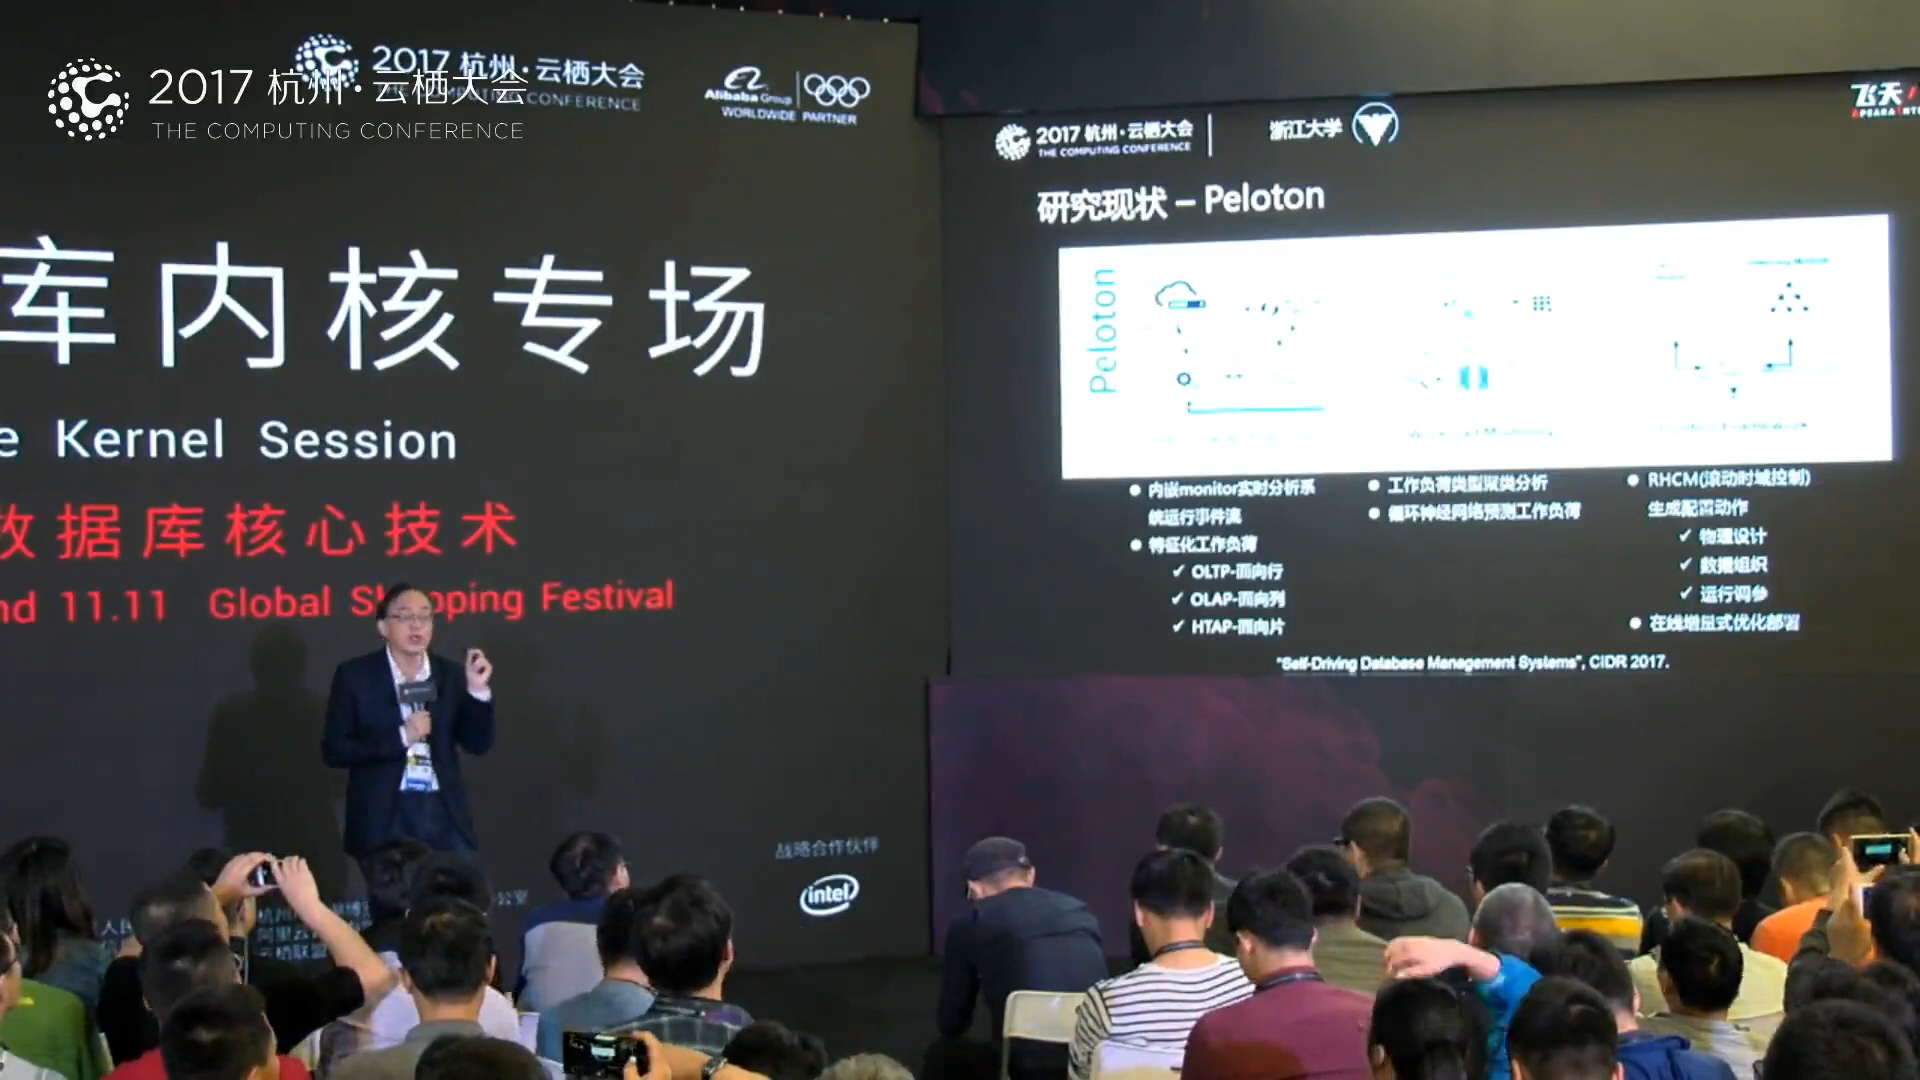 2017 杭州·云栖大会
THE COMPUTING CONFERENCE
2017 杭州·云栖大会
THE COMPUTING CONFERENCE
Alibaba Group
WORLDWIDE PARTNER
库内核专场
e Kernel Session
数据库核心技术
nd 11.11 Global Shopping Festival
战略合作伙伴
intel
2017 杭州·云栖大会
THE COMPUTING CONFERENCE
浙江大学
飞天
研究现状 – Peloton
Peloton
内嵌monitor实时分析系
统运行事件流
特征化工作负荷
✓ OLTP-面向行
✓ OLAP-面向列
✓ HTAP-面向片
工作负荷类型聚类分析
循环神经网络预测工作负荷
RHCM(滚动时域控制)
生成配置动作
✓ 物理设计
✓ 数据组织
✓ 运行调参
在线增量式优化部署
"Self-Driving Database Management Systems", CIDR 2017.